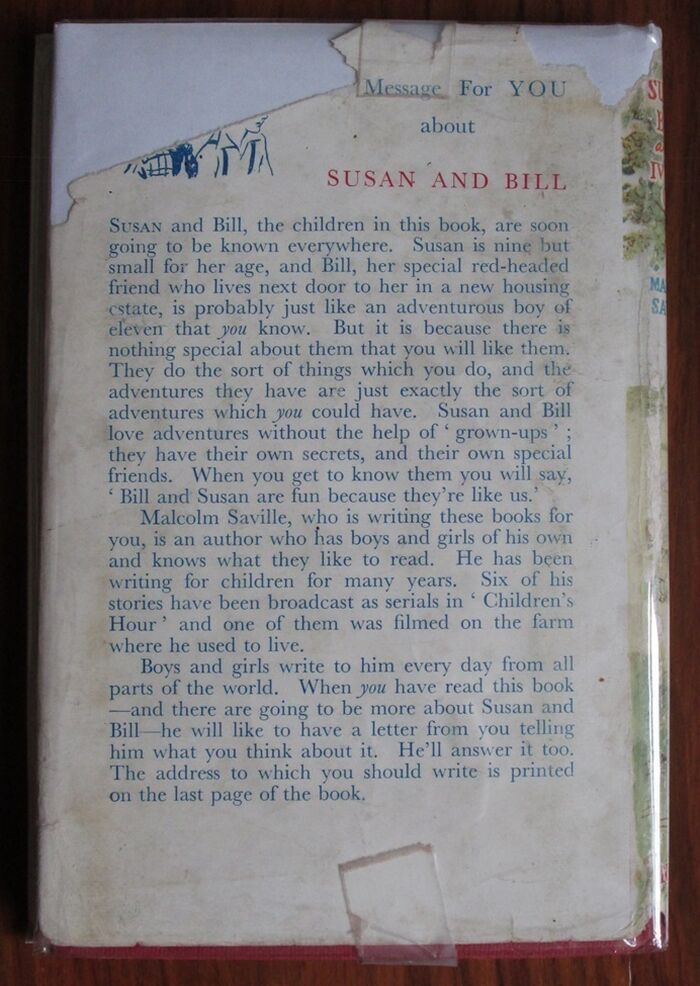 Message For YOU
about
SUSAN AND BILL
SUSAN and Bill, the children in this book, are soon
going to be known everywhere. Susan is nine but
small for her age, and Bill, her special red-headed
friend who lives next door to her in a new housing
estate, is probably just like an adventurous boy of
eleven that you know. But it is because there is
nothing special about them that you will like them.
They do the sort of things which you do, and the
adventures they have are just exactly the sort of
adventures which you could have. Susan and Bill
love adventures without the help of ‘ grown-ups ’ ;
they have their own secrets, and their own special
friends. When you get to know them you will say,
‘ Bill and Susan are fun because they’re like us.’
Malcolm Saville, who is writing these books for
you, is an author who has boys and girls of his own
and knows what they like to read. He has been
writing for children for many years. Six of his
stories have been broadcast as serials in ‘ Children’s
Hour ’ and one of them was filmed on the farm
where he used to live.
Boys and girls write to him every day from all
parts of the world. When you have read this book
—and there are going to be more about Susan and
Bill—he will like to have a letter from you telling
him what you think about it. He’ll answer it too.
The address to which you should write is printed
on the last page of the book.
SU
MA
SA